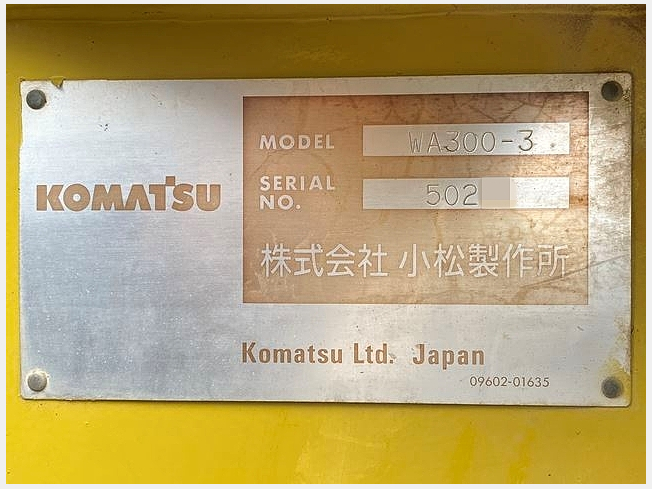 KOMATSU
MODEL WA300-3
SERIAL NO. 502
株式会社 小松製作所
Komatsu Ltd. Japan
09602-01635